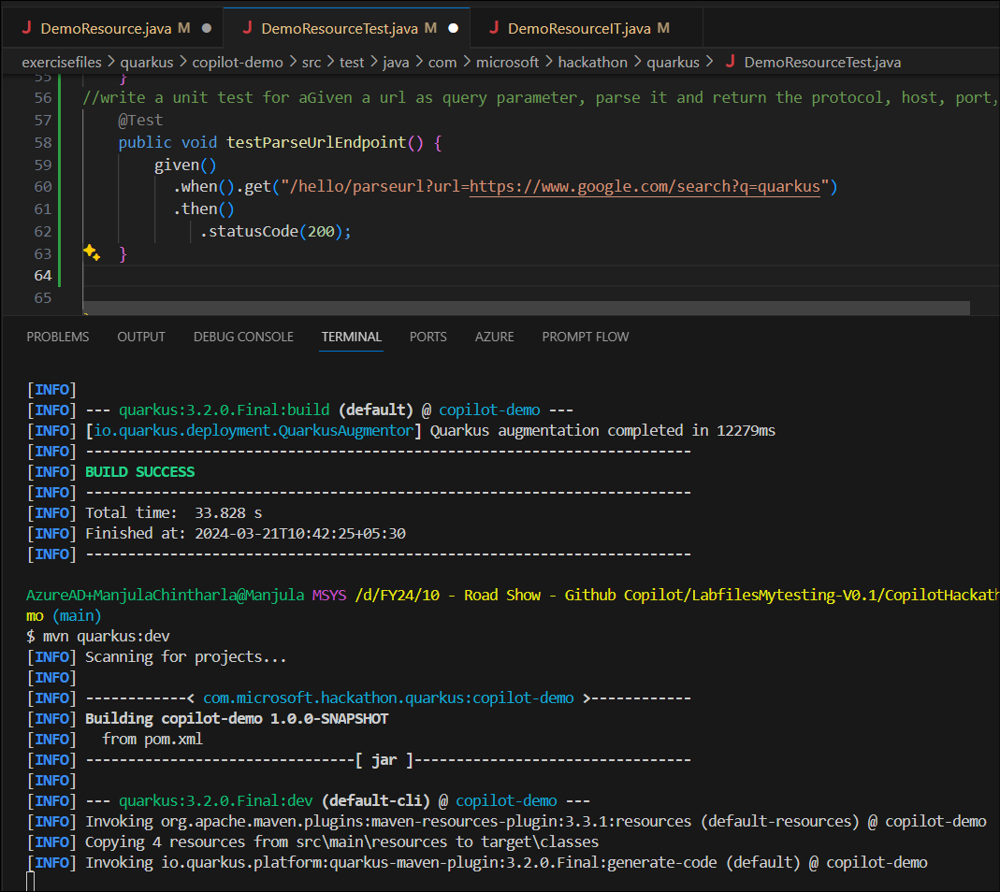 J DemoResource.java M ● J DemoResourceTest.java M ● J DemoResourceIT.java M
exercisefiles > quarkus > copilot-demo > src > test > java > com > microsoft > hackathon > quarkus > J DemoResourceTest.java
55 }
56 //write a unit test for aGiven a url as query parameter, parse it and return the protocol, host, port,
57 @Test
58 public void testParseUrlEndpoint() {
59 given()
60 .when().get("/hello/parseurl?url=https://www.google.com/search?q=quarkus")
61 .then()
62 .statusCode(200);
63 }
64
65
PROBLEMS OUTPUT DEBUG CONSOLE TERMINAL PORTS AZURE PROMPT FLOW
[INFO]
[INFO] --- quarkus:3.2.0.Final:build (default) @ copilot-demo ---
[INFO] [io.quarkus.deployment.QuarkusAugmentor] Quarkus augmentation completed in 12279ms
[INFO] ------------------------------------------------------------------------
[INFO] BUILD SUCCESS
[INFO] ------------------------------------------------------------------------
[INFO] Total time:  33.828 s
[INFO] Finished at: 2024-03-21T10:42:25+05:30
[INFO] ------------------------------------------------------------------------
AzureAD+ManjulaChintharla@Manjula MSYS /d/FY24/10 - Road Show - Github Copilot/LabfilesMytesting-V0.1/CopilotHackath
mo (main)
$ mvn quarkus:dev
[INFO] Scanning for projects...
[INFO]
[INFO] ------------< com.microsoft.hackathon.quarkus:copilot-demo >------------
[INFO] Building copilot-demo 1.0.0-SNAPSHOT
[INFO]   from pom.xml
[INFO] --------------------------------[ jar ]---------------------------------
[INFO]
[INFO] --- quarkus:3.2.0.Final:dev (default-cli) @ copilot-demo ---
[INFO] Invoking org.apache.maven.plugins:maven-resources-plugin:3.3.1:resources (default-resources) @ copilot-demo
[INFO] Copying 4 resources from src\main\resources to target\classes
[INFO] Invoking io.quarkus.platform:quarkus-maven-plugin:3.2.0.Final:generate-code (default) @ copilot-demo